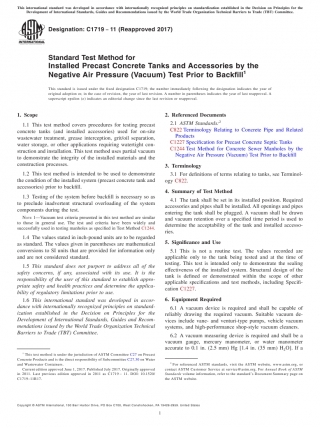 This international standard was developed in accordance with internationally recognized principles on standardization established in the Decision on Principles for the
Development of International Standards, Guides and Recommendations issued by the World Trade Organization Technical Barriers to Trade (TBT) Committee.
Designation: C1719 − 11 (Reapproved 2017)
Standard Test Method for
Installed Precast Concrete Tanks and Accessories by the
Negative Air Pressure (Vacuum) Test Prior to Backfill1
This standard is issued under the fixed designation C1719; the number immediately following the designation indicates the year of
original adoption or, in the case of revision, the year of last revision. A number in parentheses indicates the year of last reapproval. A
superscript epsilon (ε) indicates an editorial change since the last revision or reapproval.
1. Scope
1.1 This test method covers procedures for testing precast
concrete tanks (and installed accessories) used for onsite
wastewater treatment, grease interception, grit/oil separation,
water storage, or other applications requiring watertight con-
struction and installation. This test method uses partial vacuum
to demonstrate the integrity of the installed materials and the
construction processes.
1.2 This test method is intended to be used to demonstrate
the condition of the installed system (precast concrete tank and
accessories) prior to backfill.
1.3 Testing of the system before backfill is necessary so as
to preclude inadvertent structural overloading of the system
components during the test.
NOTE 1—Vacuum test criteria presented in this test method are similar
to those in general use. The test and criteria have been widely and
successfully used in testing manholes as specified in Test Method C1244.
1.4 The values stated in inch-pound units are to be regarded
as standard. The values given in parentheses are mathematical
conversions to SI units that are provided for information only
and are not considered standard.
1.5 This standard does not purport to address all of the
safety concerns, if any, associated with its use. It is the
responsibility of the user of this standard to establish appro-
priate safety and health practices and determine the applica-
bility of regulatory limitations prior to use.
1.6 This international standard was developed in accor-
dance with internationally recognized principles on standard-
ization established in the Decision on Principles for the
Development of International Standards, Guides and Recom-
mendations issued by the World Trade Organization Technical
Barriers to Trade (TBT) Committee.
1 This test method is under the jurisdiction of ASTM Committee C27 on Precast
Concrete Products and is the direct responsibility of Subcommittee C27.30 on Water
and Wastewater Containers.
Current edition approved June 1, 2017. Published July 2017. Originally approved
in 2011. Last previous edition approved in 2011 as C1719 – 11. DOI: 10.1520/
C1719-11R17.
2. Referenced Documents
2.1 ASTM Standards:2
C822 Terminology Relating to Concrete Pipe and Related
Products
C1227 Specification for Precast Concrete Septic Tanks
C1244 Test Method for Concrete Sewer Manholes by the
Negative Air Pressure (Vacuum) Test Prior to Backfill
3. Terminology
3.1 For definitions of terms relating to tanks, see Terminol-
ogy C822.
4. Summary of Test Method
4.1 The tank shall be set in its installed position. Required
accessories and pipes shall be installed. All openings and pipes
entering the tank shall be plugged. A vacuum shall be drawn
and vacuum retention over a specified time period is used to
determine the acceptability of the tank and installed accesso-
ries.
5. Significance and Use
5.1 This is not a routine test. The values recorded are
applicable only to the tank being tested and at the time of
testing. This test is intended only to demonstrate the sealing
effectiveness of the installed system. Structural design of the
tank is defined or demonstrated within the scope of other
applicable specifications and test methods, including Specifi-
cation C1227.
6. Equipment Required
6.1 A vacuum device is required and shall be capable of
reliably drawing the required vacuum. Suitable vacuum de-
vices include vane- and venturi-type pumps, vehicle vacuum
systems, and high-performance shop-style vacuum cleaners.
6.2 A vacuum measuring device is required and shall be a
vacuum gauge, mercury manometer, or water manometer
accurate to 0.1 in. (2.5 mm) Hg [1.4 in. (35 mm) H2O]. If a
2 For referenced ASTM standards, visit the ASTM website, www.astm.org, or
contact ASTM Customer Service at service@astm.org. For Annual Book of ASTM
Standards volume information, refer to the standard's Document Summary page on
the ASTM website.
Copyright © ASTM International, 100 Barr Harbor Drive, PO Box C700, West Conshohocken, PA 19428-2959. United States
1